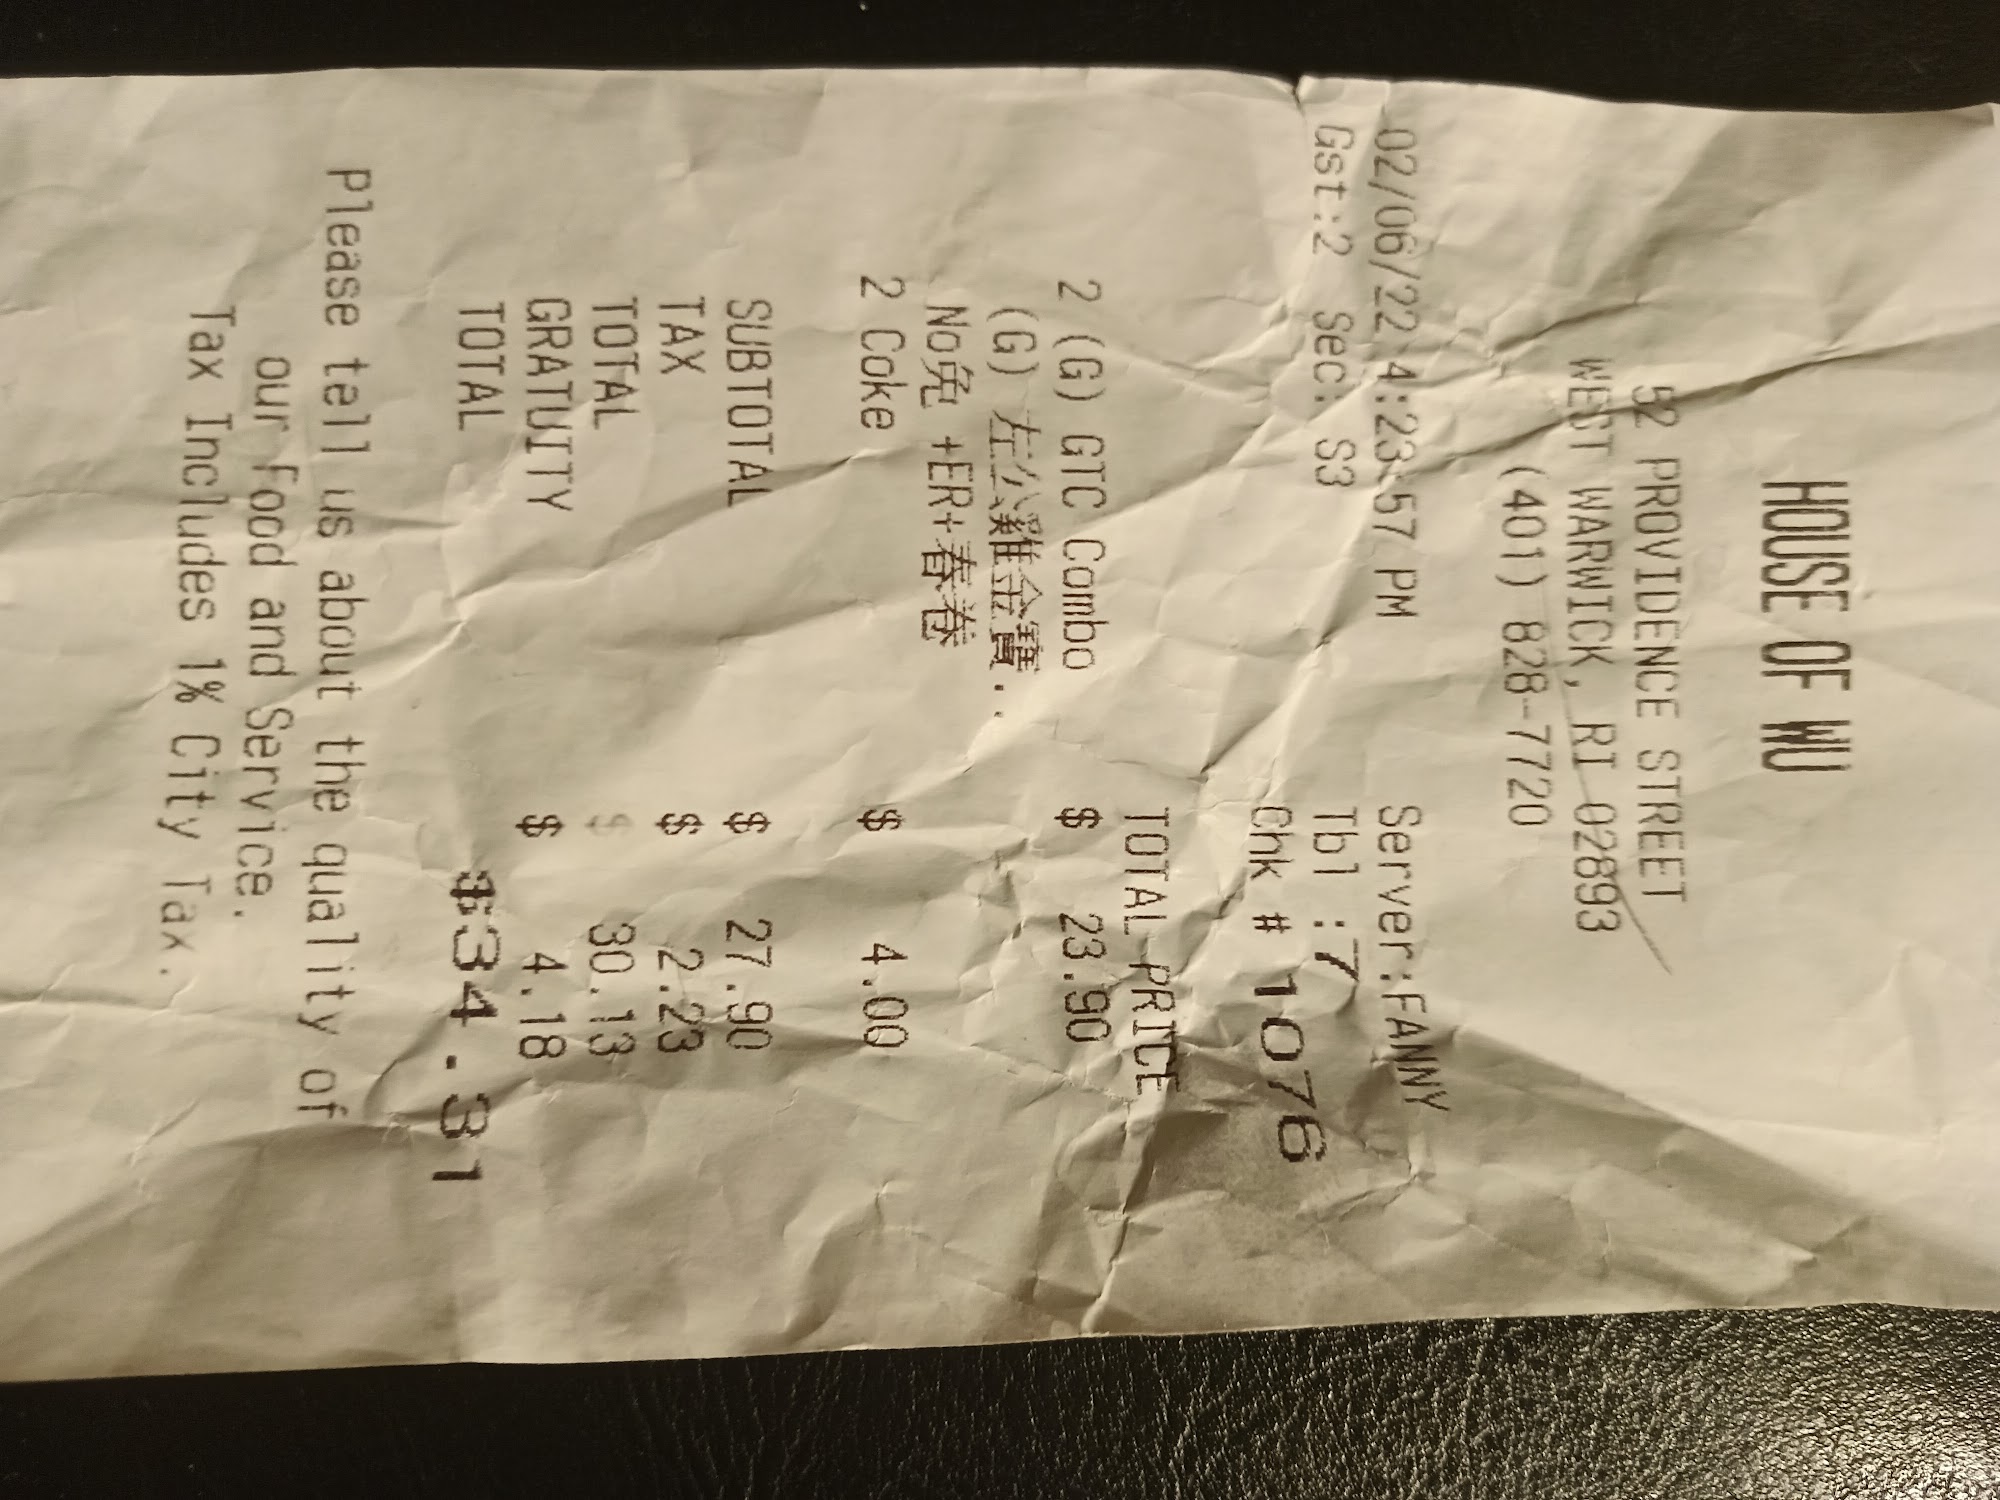 HOUSE OF WU
52 PROVIDENCE STREET
WEST WARWICK, RI 02893
(401) 828-7720
02/06/22 4:23:57 PM Server:FANNY
Gst:2 Sec: S3 Tbl :7
Chk # 1076
TOTAL PRICE
2 (G) GTC Combo $ 23.90
(G) 左公雞金寶..
No免 +ER+春卷
2 Coke $ 4.00
SUBTOTAL $ 27.90
TAX $ 2.23
TOTAL $ 30.13
GRATUITY $ 4.18
TOTAL $34.31
Please tell us about the quality of
our Food and Service.
Tax Includes 1% City Tax.